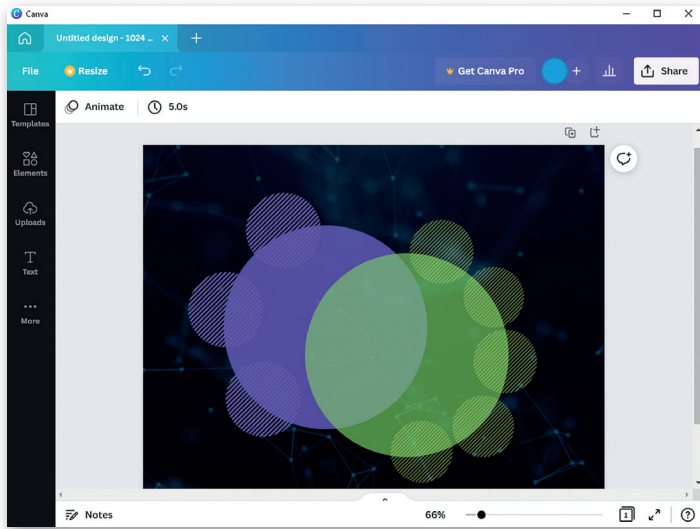 Canva
Untitled design - 1024 ...
File
Resize
Get Canva Pro
Share
Animate
5.0s
Templates
Elements
Uploads
Text
More
Notes
66%
1